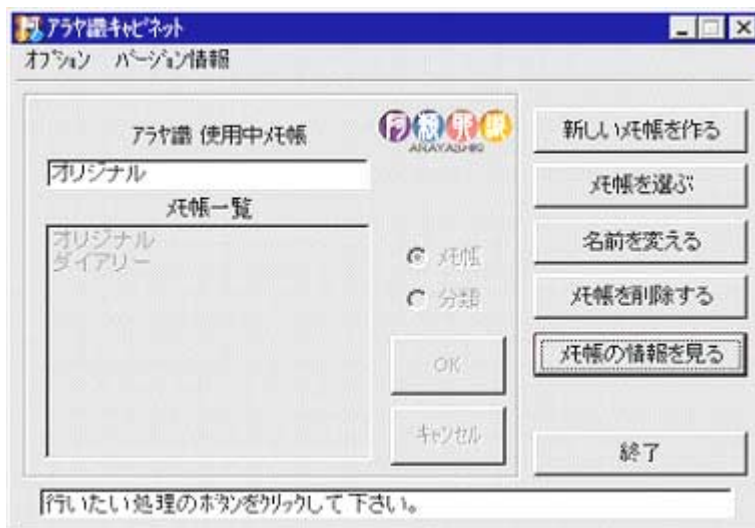 アラヤ識キャビネット
オプション バージョン情報
アラヤ識 使用中メモ帳
阿頼耶識
ARAYASHIKI
オリジナル
メモ帳一覧
オリジナル
ダイアリー
メモ帳
分類
OK
キャンセル
新しいメモ帳を作る
メモ帳を選ぶ
名前を変える
メモ帳を削除する
メモ帳の情報を見る
終了
行いたい処理のボタンをクリックして下さい。